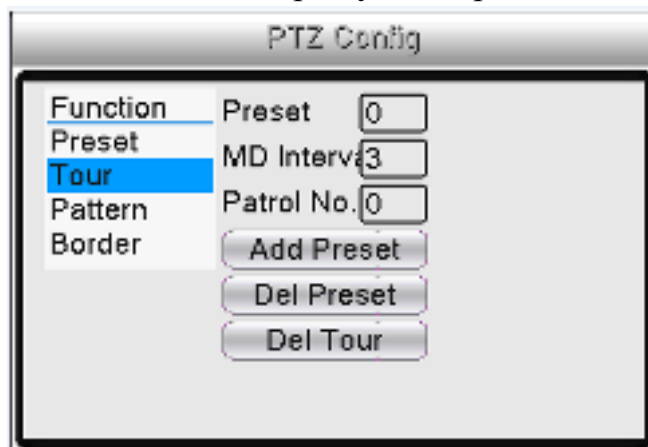 PTZ Config
Function
Preset
Tour
Pattern
Border
Preset 0
MD Interva 3
Patrol No. 0
Add Preset
Del Preset
Del Tour